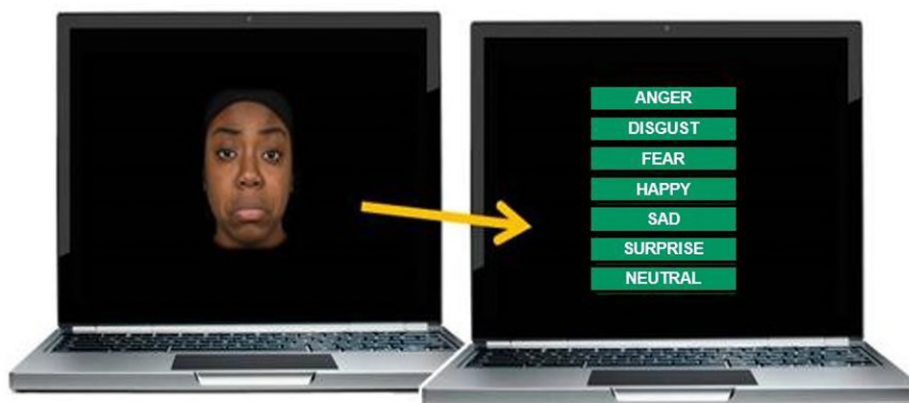 ANGER
DISGUST
FEAR
HAPPY
SAD
SURPRISE
NEUTRAL